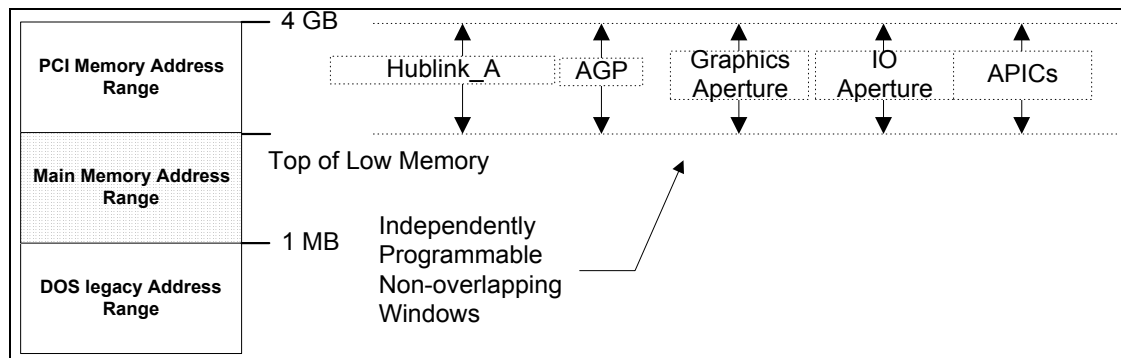 4 GB
PCI Memory Address
Range
Hublink_A
AGP
Graphics
Aperture
IO
Aperture
APICs
Top of Low Memory
Main Memory Address
Range
1 MB
Independently
Programmable
Non-overlapping
Windows
DOS legacy Address
Range